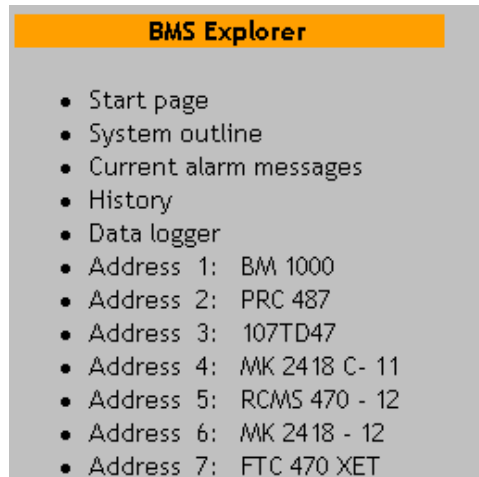 BMS Explorer
• Start page
• System outline
• Current alarm messages
• History
• Data logger
• Address 1: BM 1000
• Address 2: PRC 487
• Address 3: 107TD47
• Address 4: MK 2418 C- 11
• Address 5: RCMS 470 - 12
• Address 6: MK 2418 - 12
• Address 7: FTC 470 XET